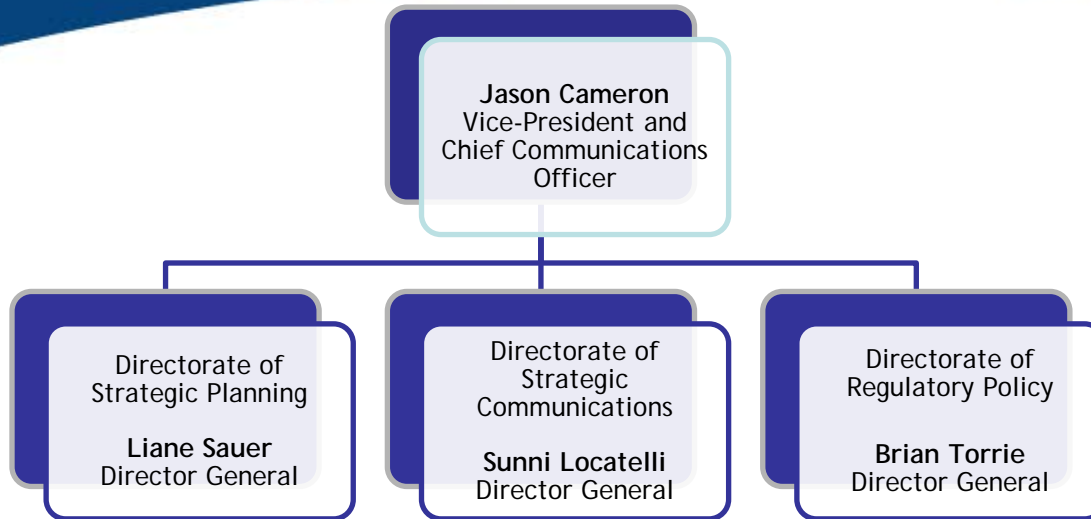 Jason Cameron
Vice-President and
Chief Communications
Officer
Directorate of
Strategic Planning
Liane Sauer
Director General
Directorate of
Strategic
Communications
Sunni Locatelli
Director General
Directorate of
Regulatory Policy
Brian Torrie
Director General